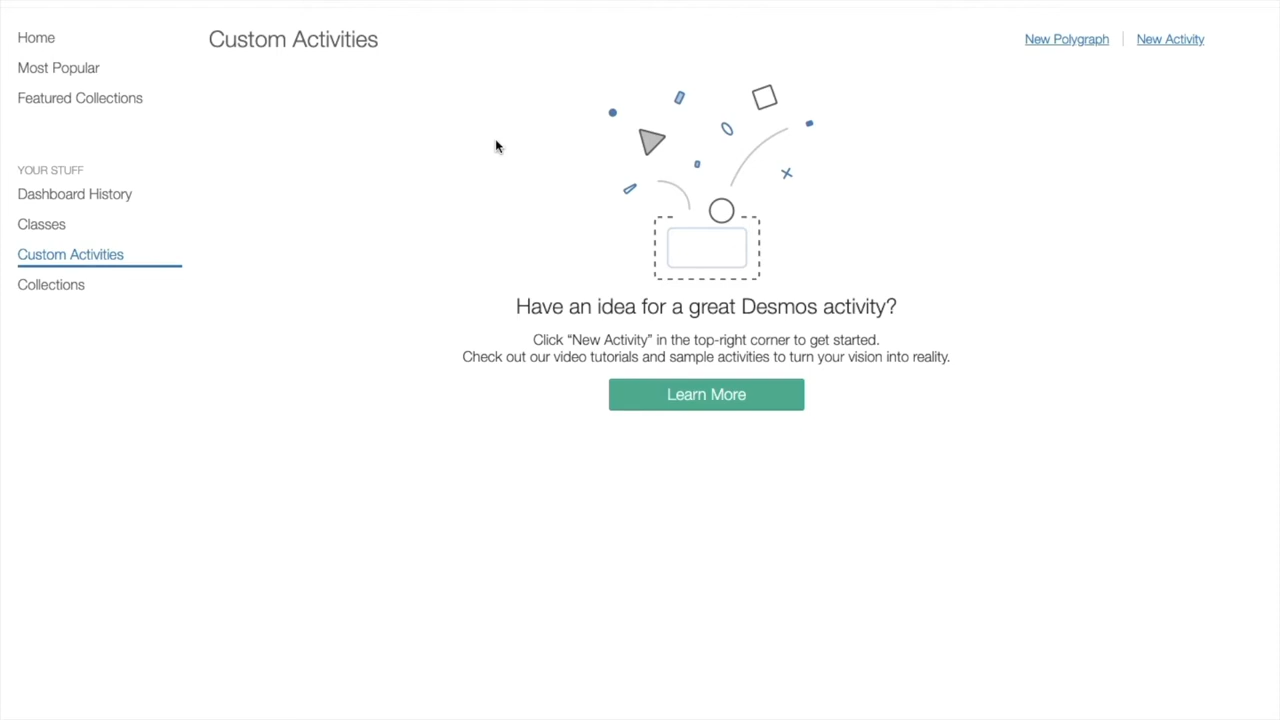 Home
Most Popular
Featured Collections
YOUR STUFF
Dashboard History
Classes
Custom Activities
Collections
Custom Activities
New Polygraph
New Activity
Have an idea for a great Desmos activity?
Click “New Activity” in the top-right corner to get started.
Check out our video tutorials and sample activities to turn your vision into reality.
Learn More